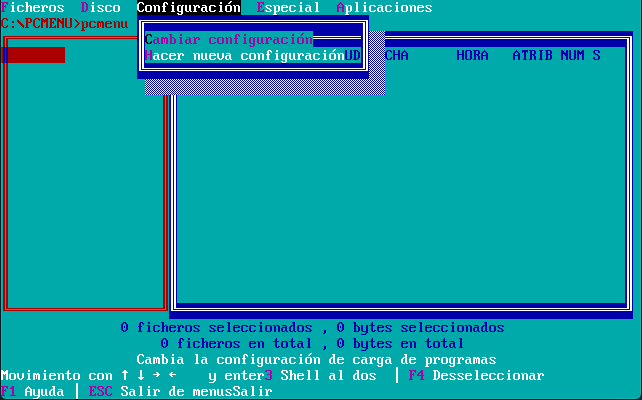 Ficheros Disco Configuración Especial Aplicaciones
C:\PCMENU>pcmenu
Cambiar configuración
Hacer nueva configuración UD CHA HORA ATRIB NUM S
0 ficheros seleccionados , 0 bytes seleccionados
0 ficheros en total , 0 bytes en total
Cambia la configuración de carga de programas
Movimiento con ↑ ↓ → ← y enter3 Shell al dos | F4 Desseleccionar
F1 Ayuda | ESC Salir de menusSalir